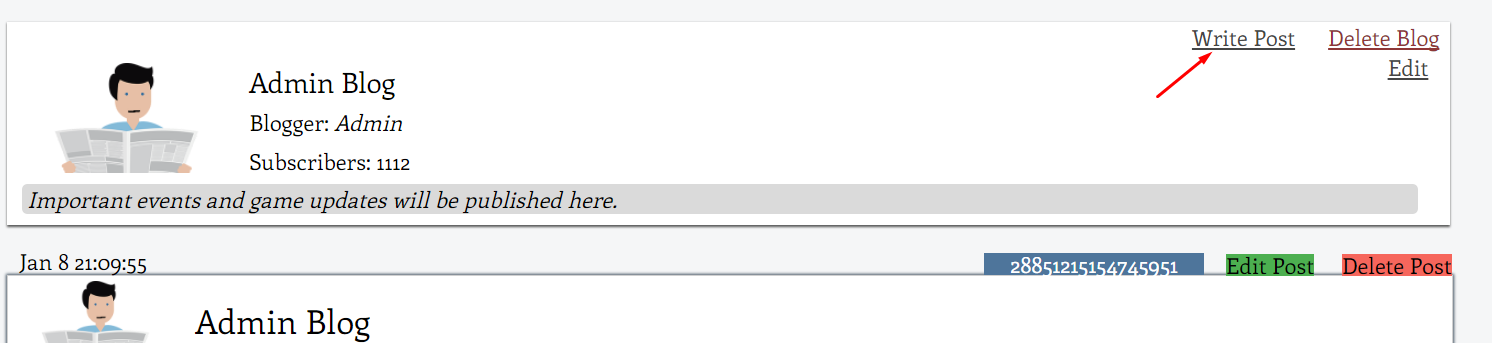 Write Post Delete Blog
Edit
Admin Blog
Blogger: Admin
Subscribers: 1112
Important events and game updates will be published here.
Jan 8 21:09:55 28851215154745951 Edit Post Delete Post
Admin Blog